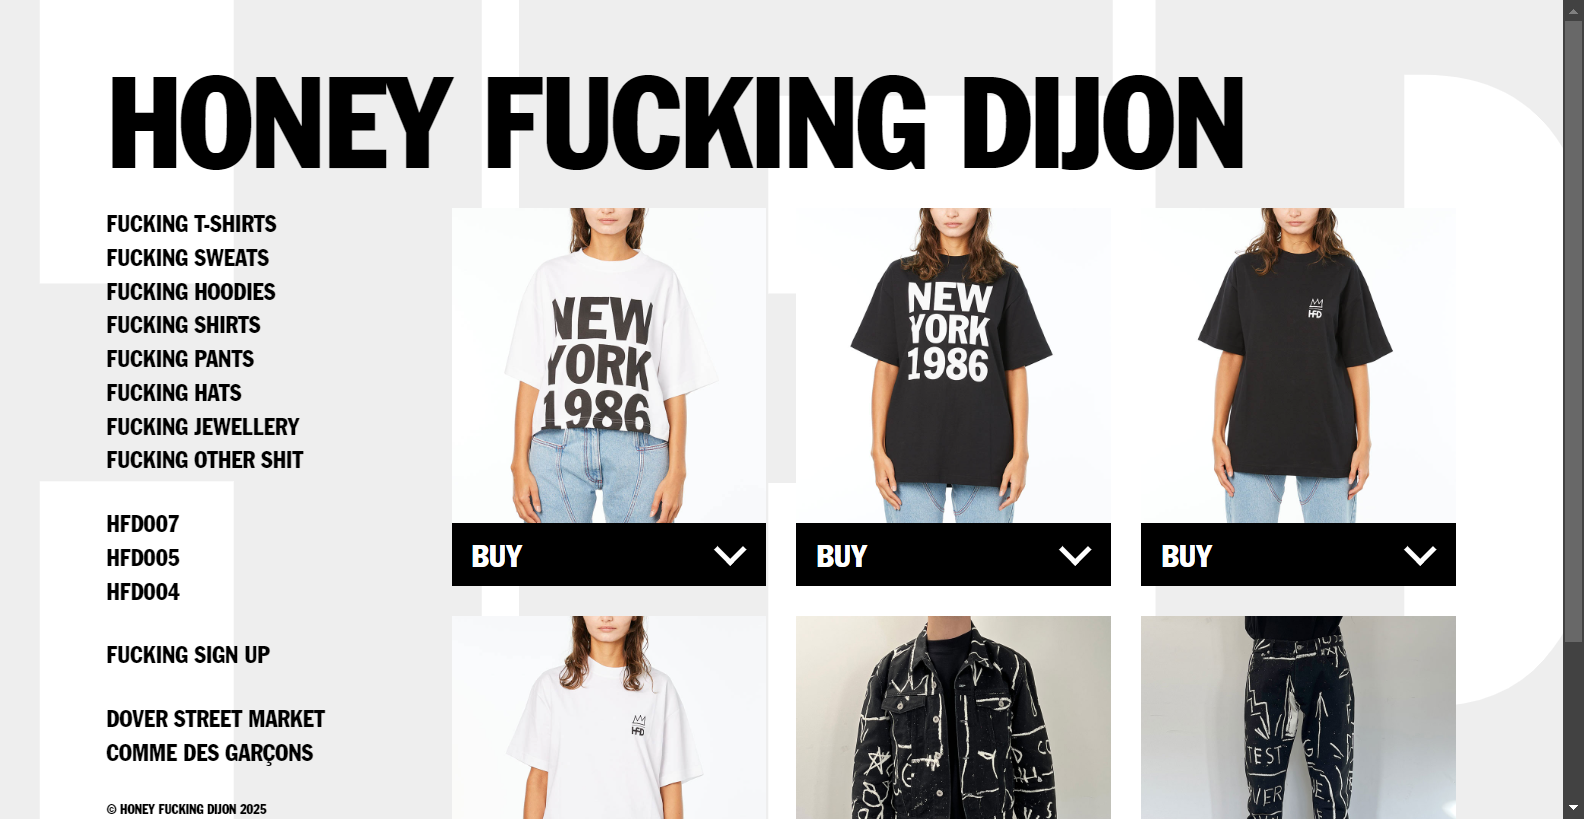 HONEY FUCKING DIJON
FUCKING T-SHIRTS
FUCKING SWEATS
FUCKING HOODIES
FUCKING SHIRTS
FUCKING PANTS
FUCKING HATS
FUCKING JEWELLERY
FUCKING OTHER SHIT
HFD007
HFD005
HFD004
FUCKING SIGN UP
DOVER STREET MARKET
COMME DES GARÇONS
© HONEY FUCKING DIJON 2025
NEW
YORK
1986
BUY
NEW
YORK
1986
BUY
HFD
BUY
HFD
TEST